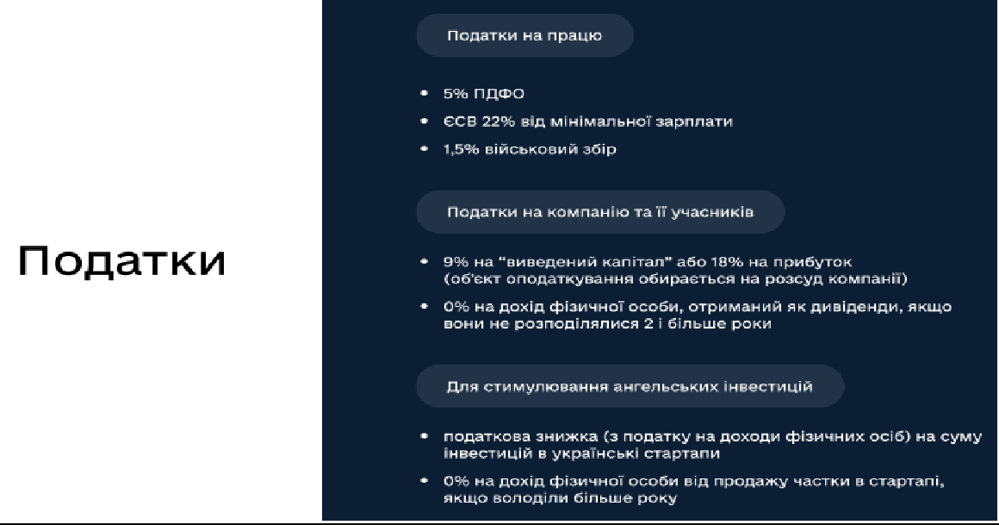 Податки
Податки на працю
• 5% ПДФО
• ЄСВ 22% від мінімальної зарплати
• 1,5% військовий збір
Податки на компанію та її учасників
• 9% на “виведений капітал” або 18% на прибуток
(об'єкт оподаткування обирається на розсуд компанії)
• 0% на дохід фізичної особи, отриманий як дивіденди, якщо
вони не розподілялися 2 і більше роки
Для стимулювання ангельських інвестицій
• податкова знижка (з податку на доходи фізичних осіб) на суму
інвестицій в українські стартапи
• 0% на дохід фізичної особи від продажу частки в стартапі,
якщо володіли більше року